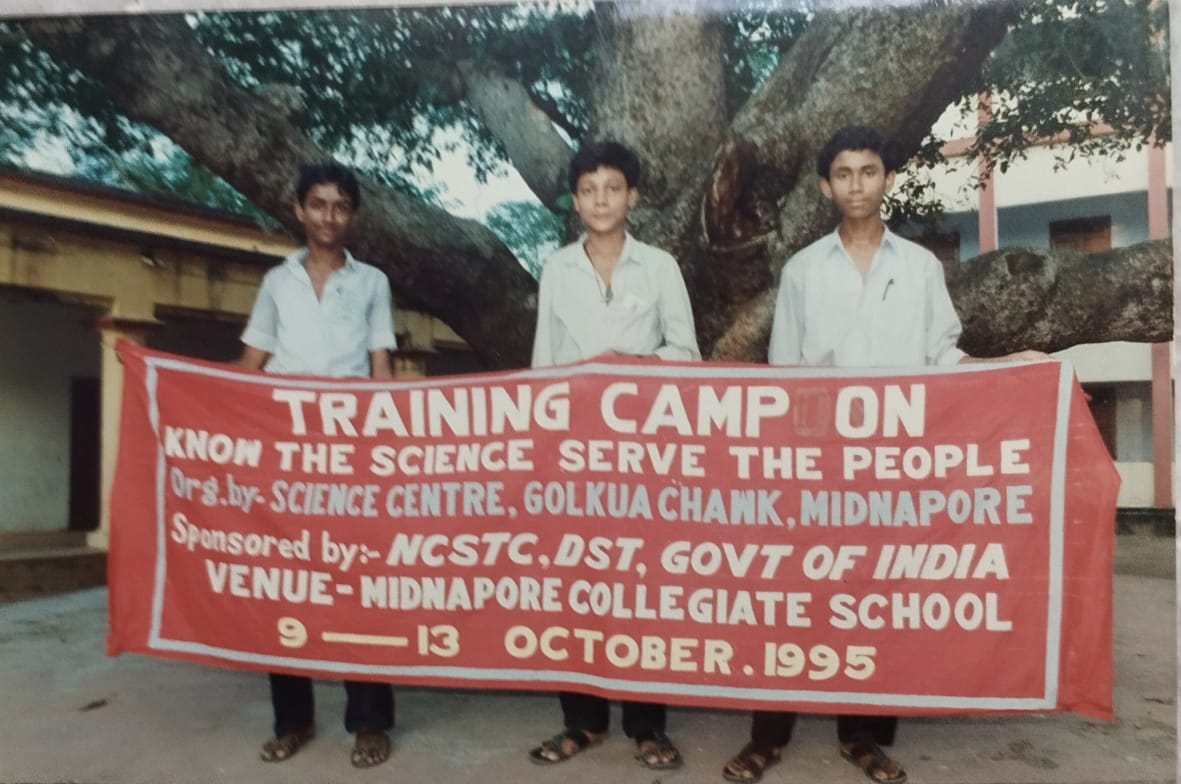 TRAINING CAMP ON
KNOW THE SCIENCE SERVE THE PEOPLE
Org.by- SCIENCE CENTRE, GOLKUA CHAWK, MIDNAPORE
Sponsored by:- NCSTC, DST, GOVT OF INDIA
VENUE- MIDNAPORE COLLEGIATE SCHOOL
9 — 13 OCTOBER. 1995